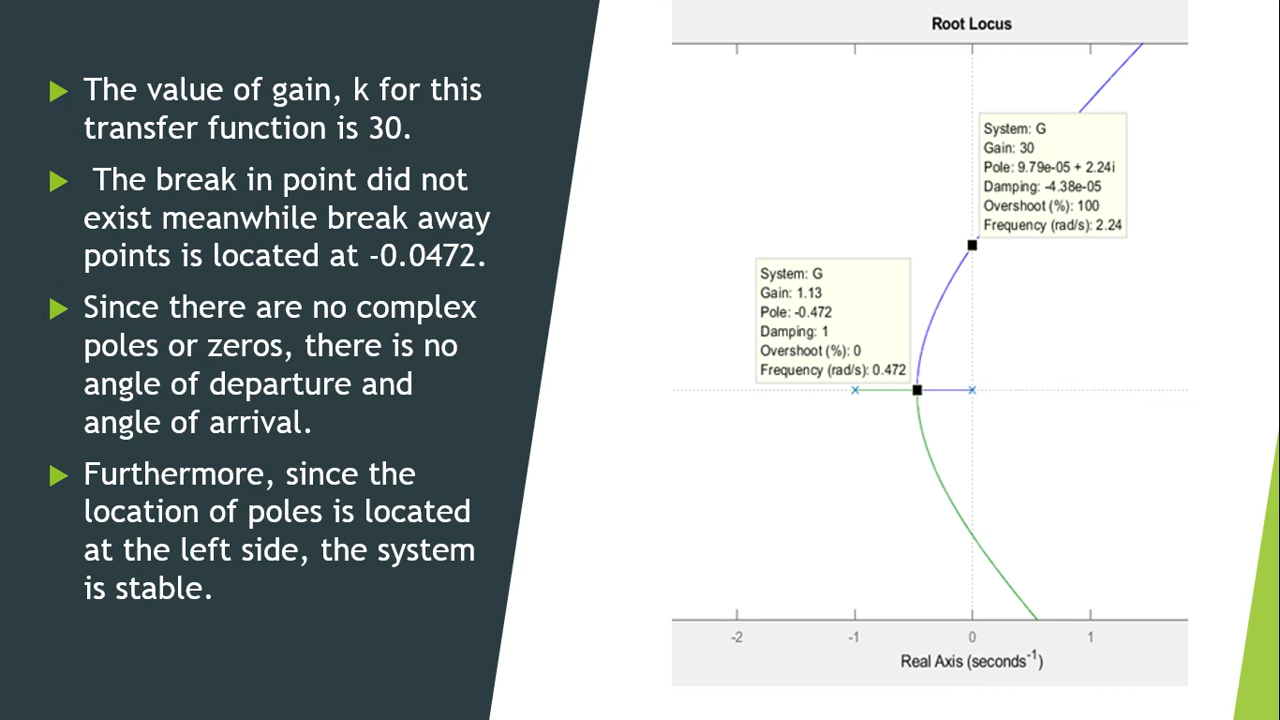 The value of gain, k for this
transfer function is 30.
The break in point did not
exist meanwhile break away
points is located at -0.0472.
Since there are no complex
poles or zeros, there is no
angle of departure and
angle of arrival.
Furthermore, since the
location of poles is located
at the left side, the system
is stable.
Root Locus
System: G
Gain: 30
Pole: 9.79e-05 + 2.24i
Damping: -4.38e-05
Overshoot (%): 100
Frequency (rad/s): 2.24
System: G
Gain: 1.13
Pole: -0.472
Damping: 1
Overshoot (%): 0
Frequency (rad/s): 0.472
-2 -1 0 1
Real Axis (seconds⁻¹)